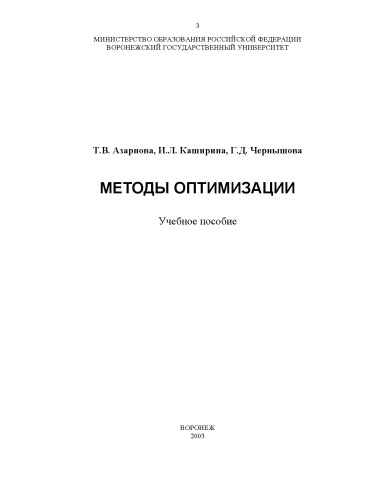 3
МИНИСТЕРСТВО ОБРАЗОВАНИЯ РОССИЙСКОЙ ФЕДЕРАЦИИ
ВОРОНЕЖСКИЙ ГОСУДАРСТВЕННЫЙ УНИВЕРСИТЕТ
Т.В. Азарнова, И.Л. Каширина, Г.Д. Чернышова
МЕТОДЫ ОПТИМИЗАЦИИ
Учебное пособие
ВОРОНЕЖ
2003